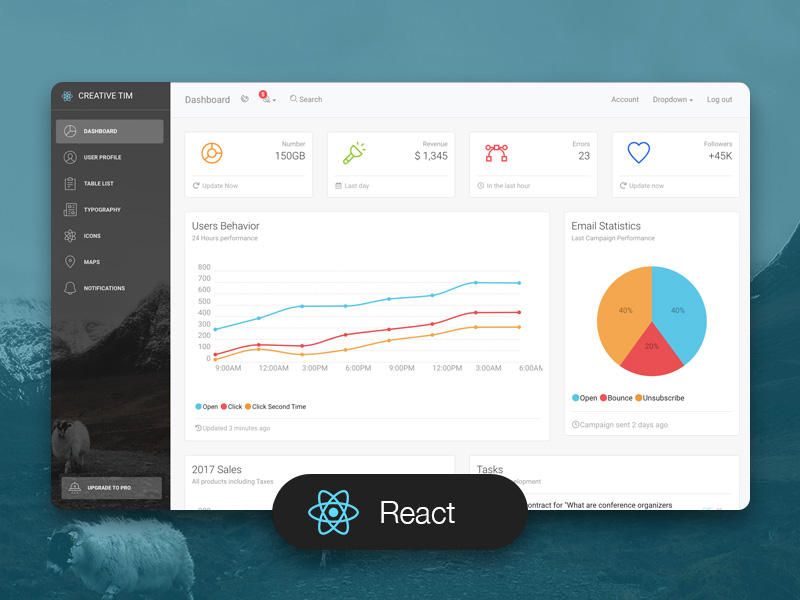 CREATIVE TIM
DASHBOARD
USER PROFILE
TABLE LIST
TYPOGRAPHY
ICONS
MAPS
NOTIFICATIONS
UPGRADE TO PRO
Dashboard 5 Search Account Dropdown Log out
Number
150GB
Update Now
Revenue
$ 1,345
Last day
Errors
23
In the last hour
Followers
+45K
Update now
Users Behavior
24 Hours performance
800
700
600
500
400
300
200
100
0
9:00AM 12:00AM 3:00PM 6:00PM 9:00PM 12:00PM 3:00AM 6:00AM
Open Click Click Second Time
Updated 3 minutes ago
Email Statistics
Last Campaign Performance
40% 40%
20%
Open Bounce Unsubscribe
Campaign sent 2 days ago
2017 Sales
All products including Taxes
Tasks
"What are conference organizers
React